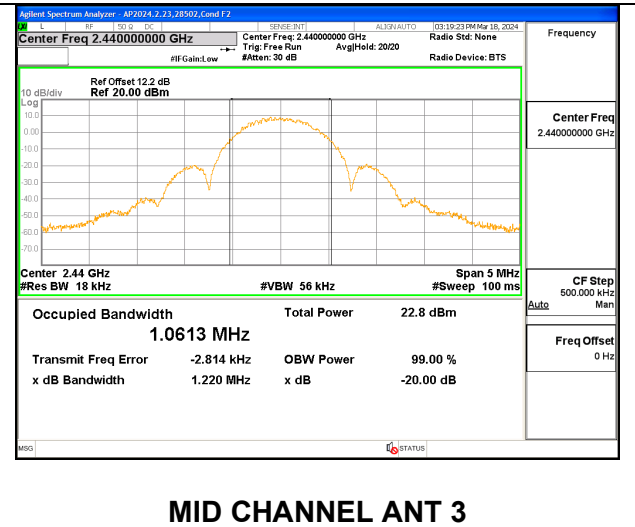 Agilent Spectrum Analyzer - AP2024.2.23,28502,Cond F2
L RF 50 Ω DC SENSE:INT ALIGN AUTO 03:19:23 PM Mar 18, 2024
Center Freq 2.440000000 GHz
Center Freq: 2.440000000 GHz
Radio Std: None
Trig: Free Run Avg|Hold: 20/20
#IFGain:Low #Atten: 30 dB Radio Device: BTS
Ref Offset 12.2 dB
10 dB/div Ref 20.00 dBm
Log
10.0
0.00
-10.0
-20.0
-30.0
-40.0
-50.0
-60.0
-70.0
Center 2.44 GHz Span 5 MHz
#Res BW 18 kHz #VBW 56 kHz #Sweep 100 ms
Occupied Bandwidth Total Power 22.8 dBm
1.0613 MHz
Transmit Freq Error -2.814 kHz OBW Power 99.00 %
x dB Bandwidth 1.220 MHz x dB -20.00 dB
MSG STATUS
Frequency
Center Freq
2.440000000 GHz
CF Step
500.000 kHz
Auto Man
Freq Offset
0 Hz
MID CHANNEL ANT 3